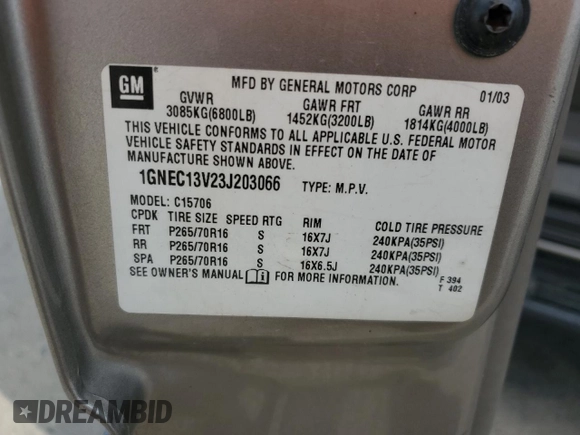 GM
MFD BY GENERAL MOTORS CORP 01/03
GVWR GAWR FRT GAWR RR
3085KG(6800LB) 1452KG(3200LB) 1814KG(4000LB)
THIS VEHICLE CONFORMS TO ALL APPLICABLE U.S. FEDERAL MOTOR
VEHICLE SAFETY STANDARDS IN EFFECT ON THE DATE OF
MANUFACTURE SHOWN ABOVE.
1GNEC13V23J203066 TYPE: M.P.V.
MODEL: C15706
CPDK TIRE SIZE SPEED RTG RIM COLD TIRE PRESSURE
FRT P265/70R16 S 16X7J 240KPA(35PSI)
RR P265/70R16 S 16X7J 240KPA(35PSI)
SPA P265/70R16 S 16X6.5J 240KPA(35PSI)
SEE OWNER'S MANUAL FOR MORE INFORMATION.
F 394
T 402
DREAMBID